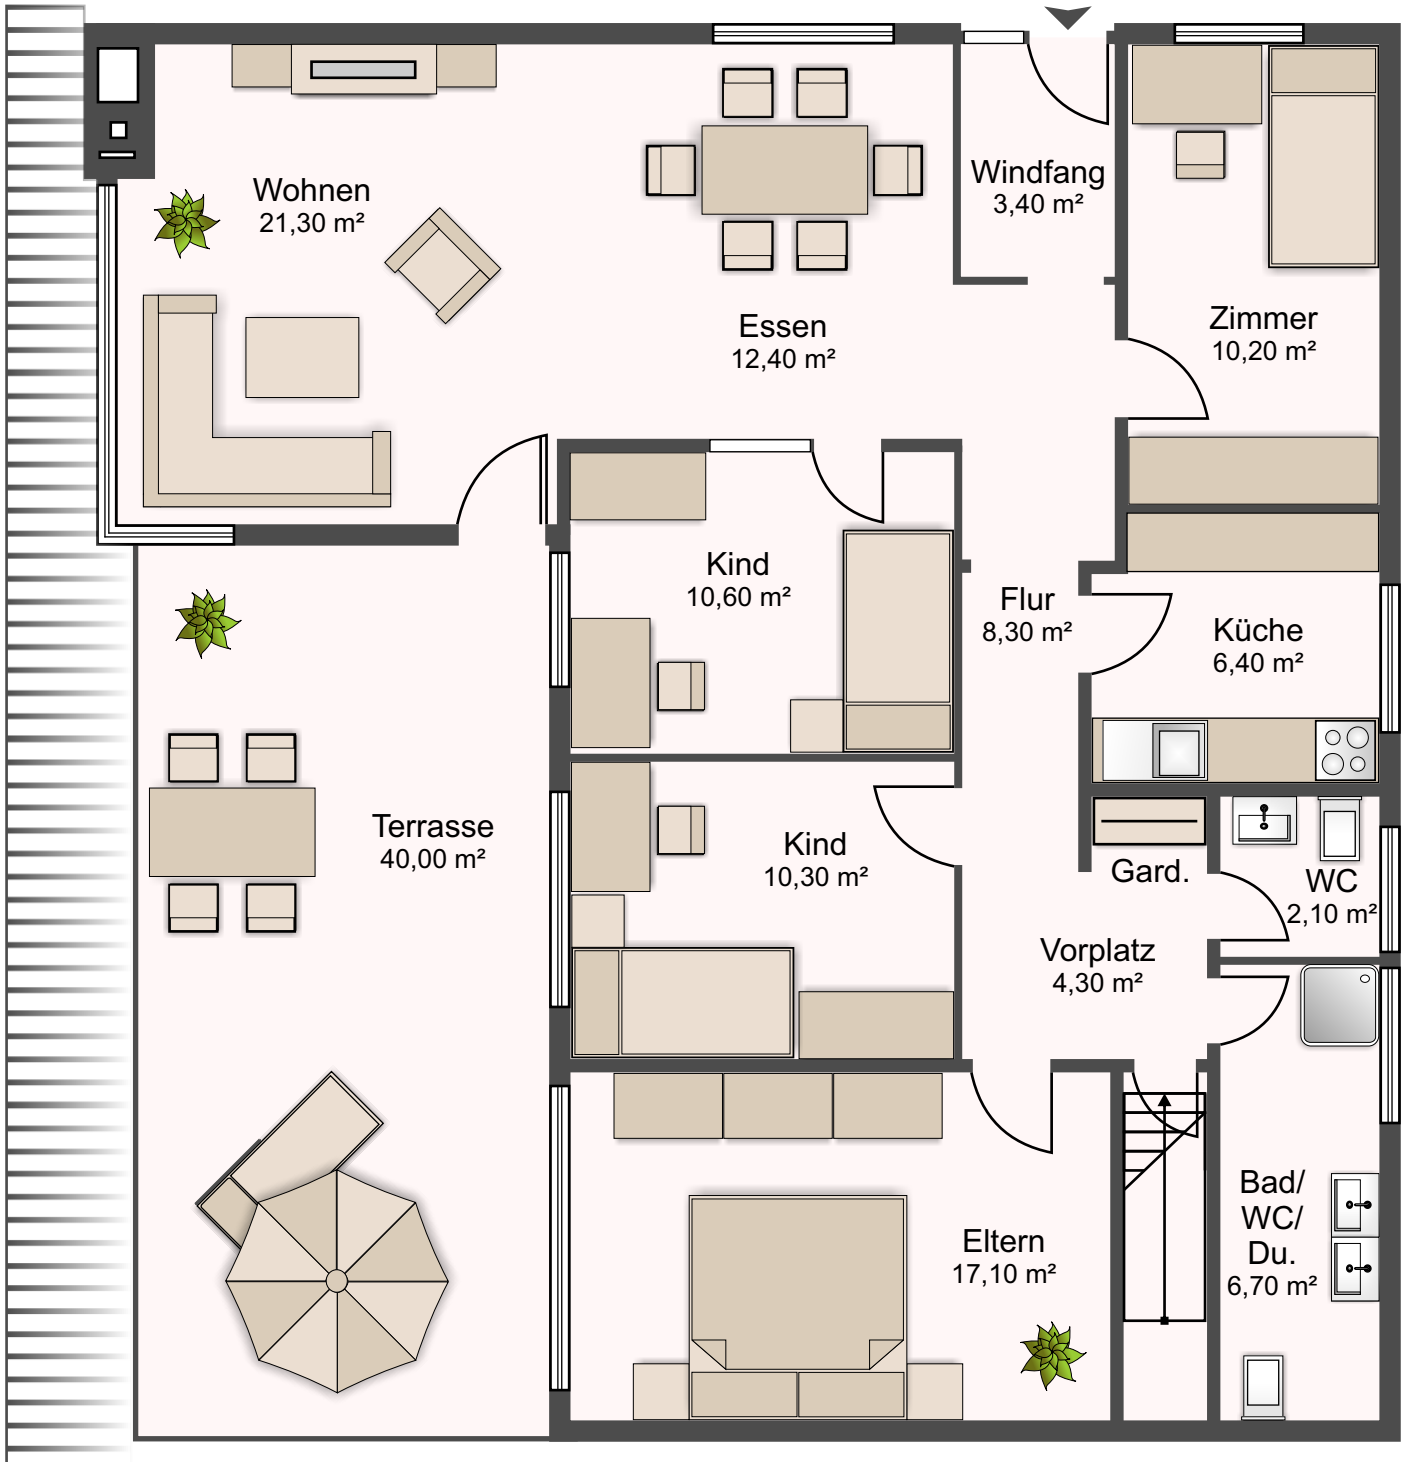 Wohnen
21,30 m²
Essen
12,40 m²
Windfang
3,40 m²
Zimmer
10,20 m²
Kind
10,60 m²
Flur
8,30 m²
Küche
6,40 m²
Terrasse
40,00 m²
Kind
10,30 m²
Gard.
WC
2,10 m²
Vorplatz
4,30 m²
Eltern
17,10 m²
Bad/
WC/
Du.
6,70 m²